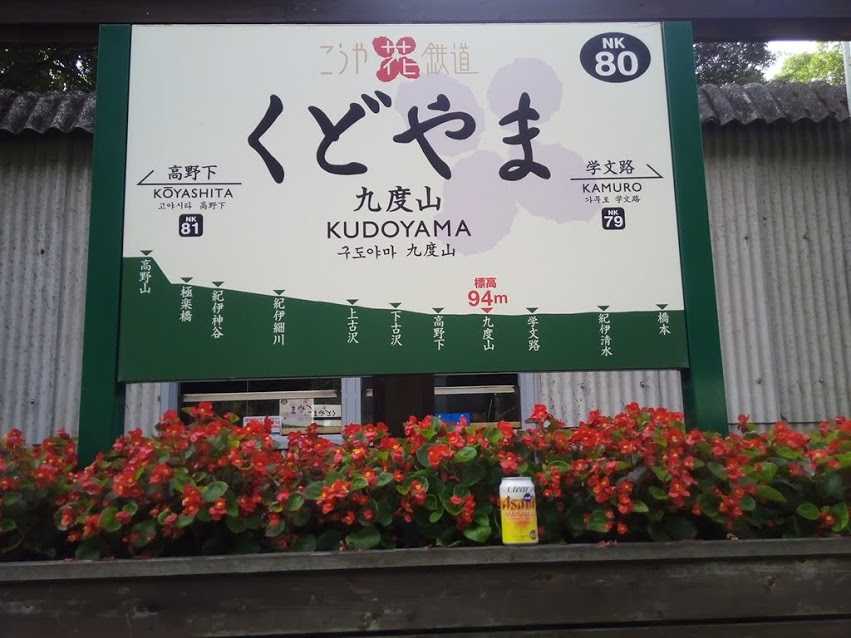 こうや花鉄道
NK
80
くどやま
高野下
KŌYASHITA
고야시타 高野下
NK
81
九度山
KUDOYAMA
구도야마 九度山
学文路
KAMURO
가무로 学文路
NK
79
標高
94m
高野山
極楽橋
紀伊神谷
紀伊細川
上古沢
下古沢
高野下
九度山
学文路
紀伊清水
橋本
Clear
Asahi